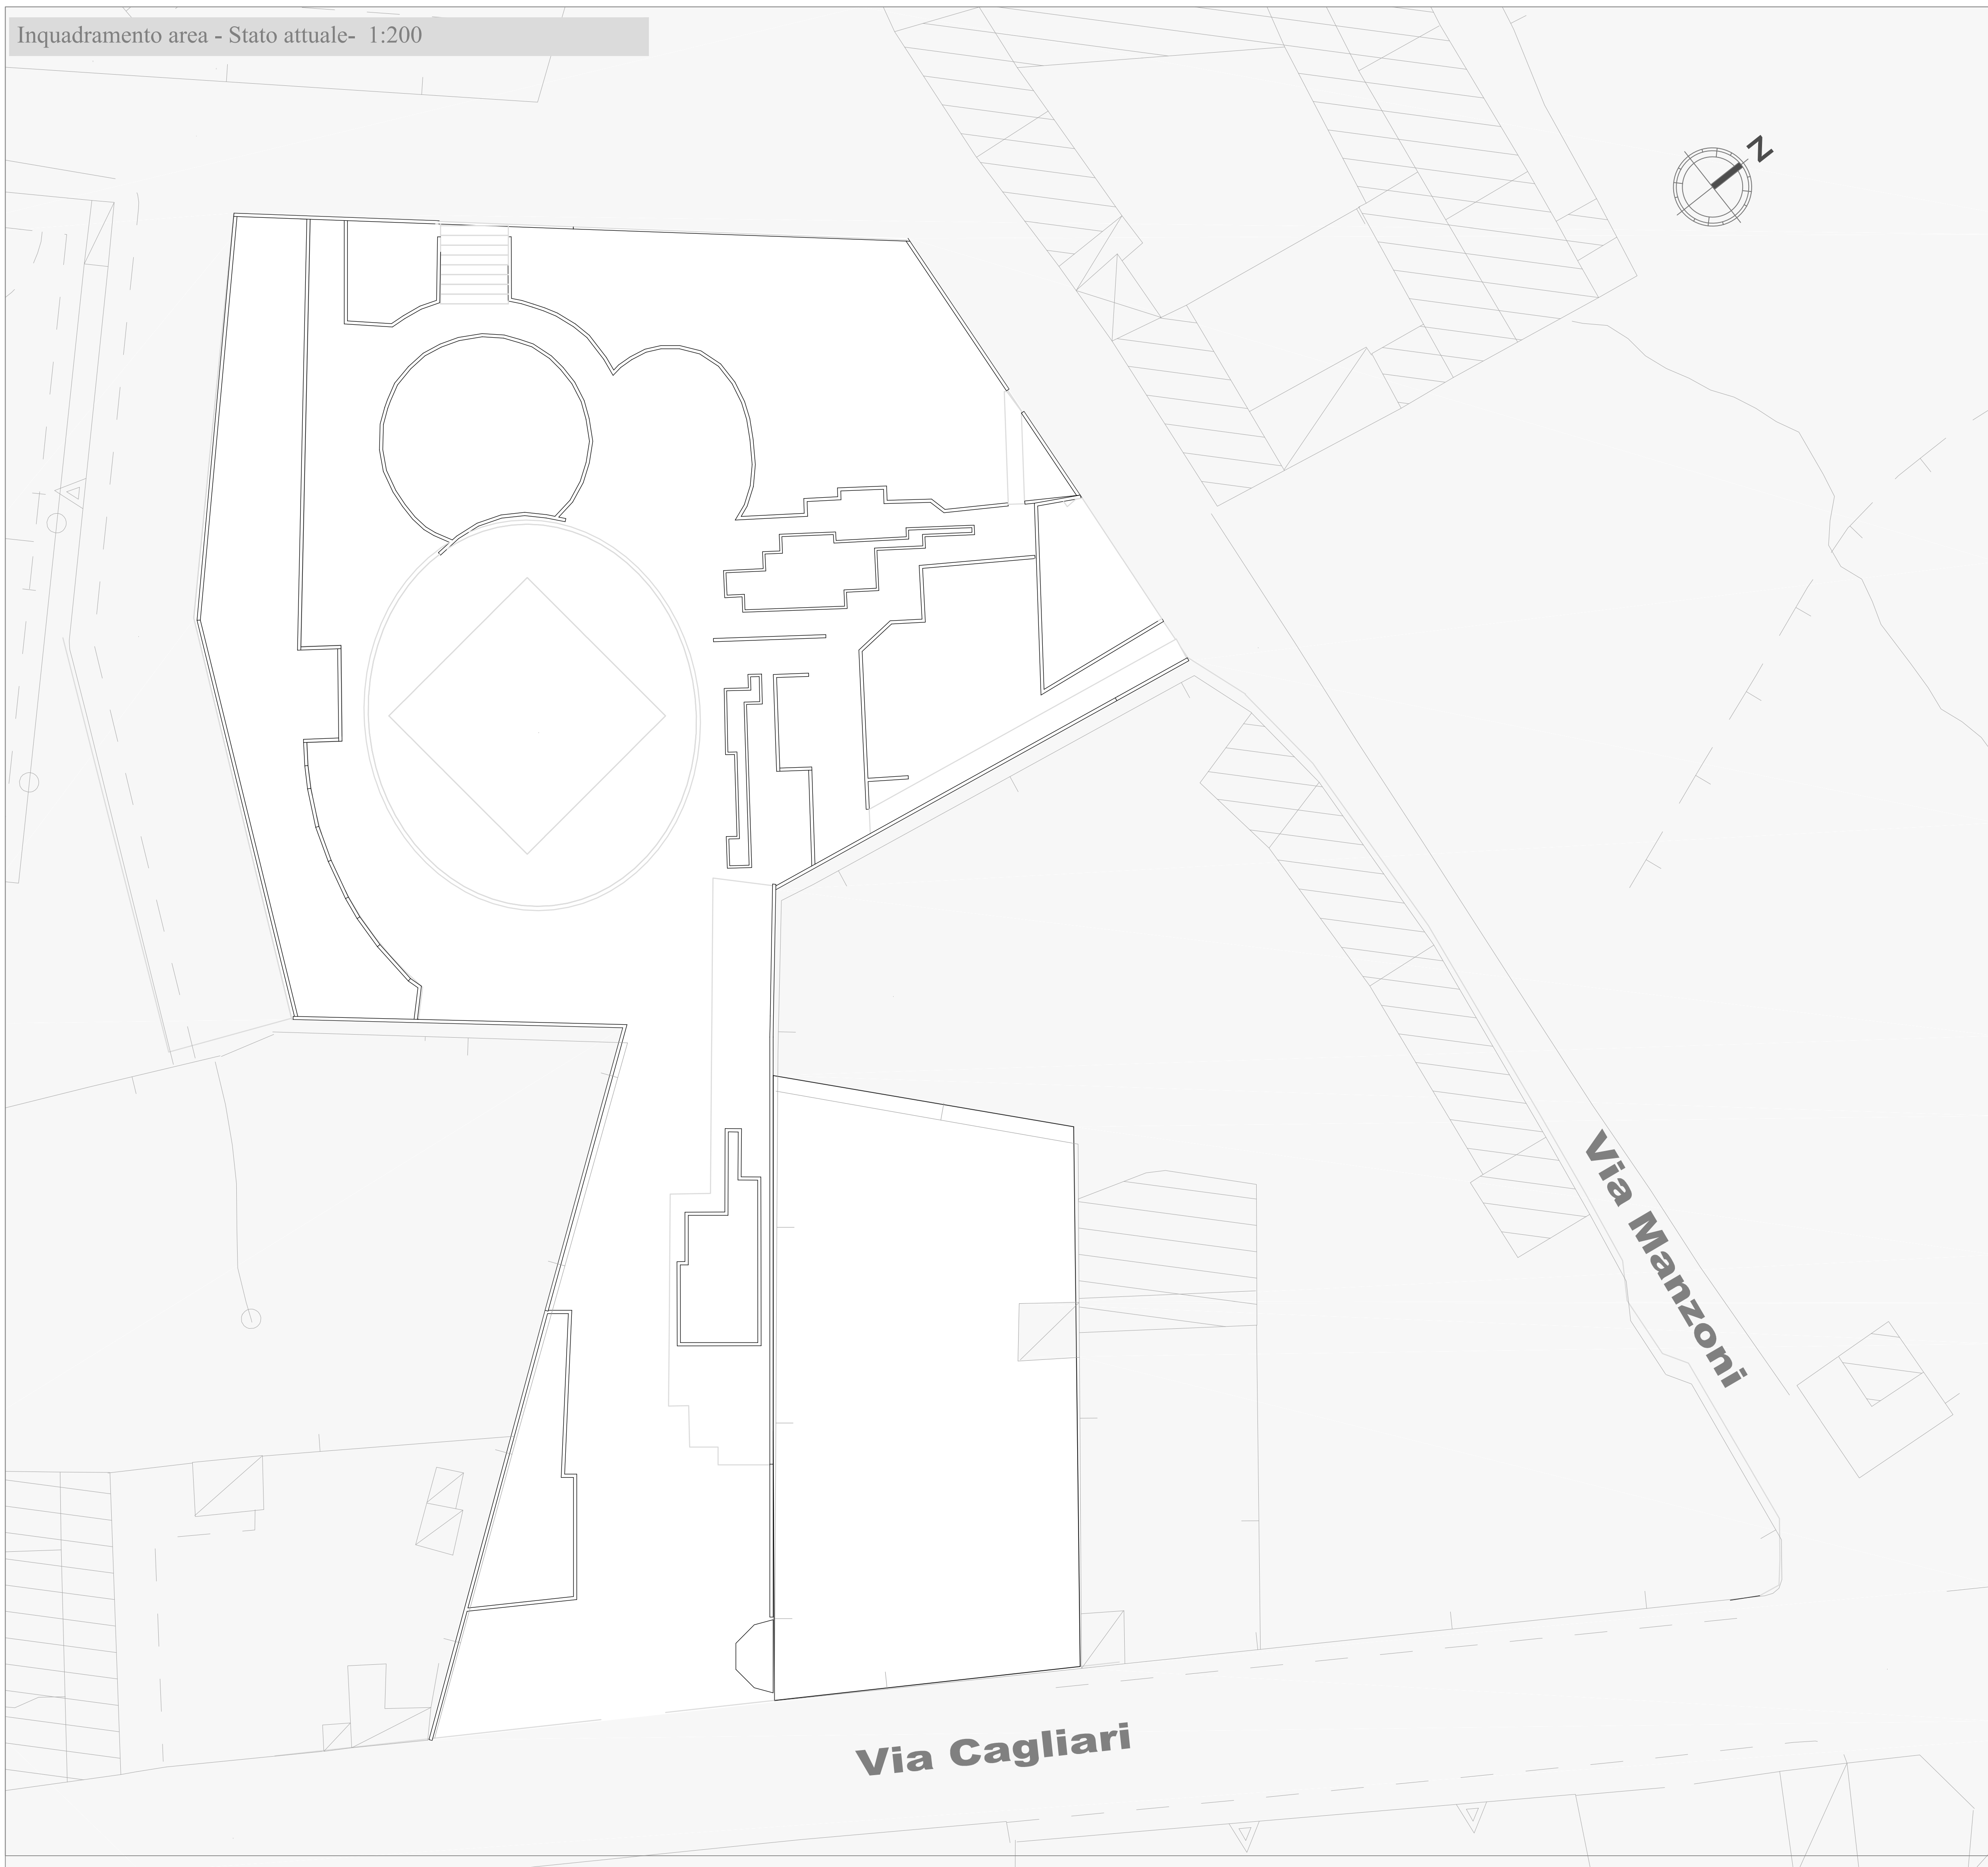 Inquadramento area - Stato attuale-  1:200
N
Via Manzoni
Via Cagliari